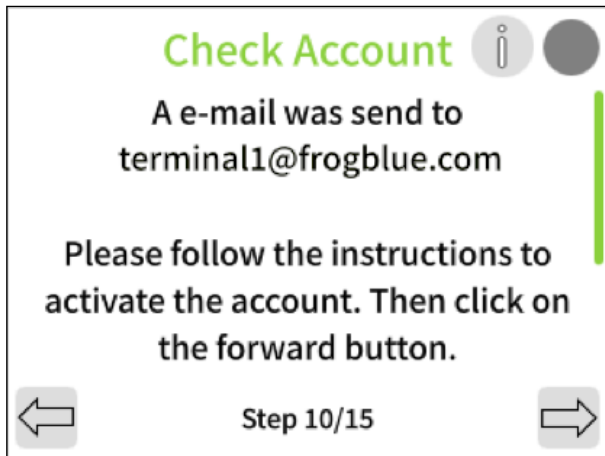 Check Account
i
A e-mail was send to
terminal1@frogblue.com
Please follow the instructions to
activate the account. Then click on
the forward button.
Step 10/15